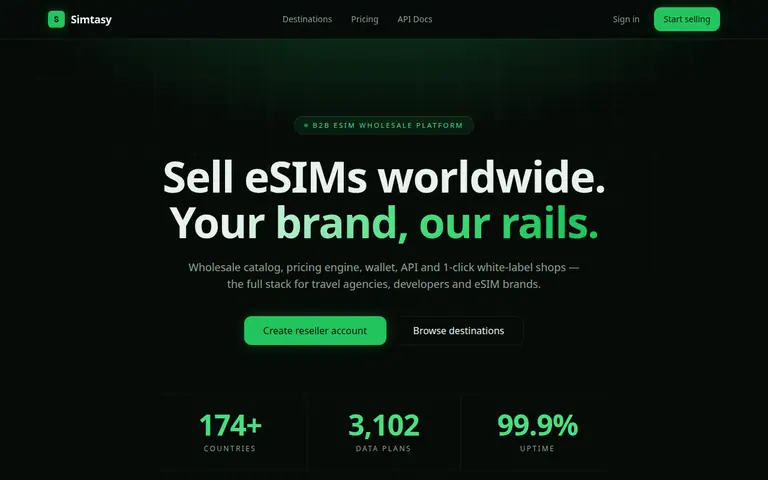 S Simtasy
Destinations Pricing API Docs
Sign in Start selling
B2B ESIM WHOLESALE PLATFORM
Sell eSIMs worldwide.
Your brand, our rails.
Wholesale catalog, pricing engine, wallet, API and 1-click white-label shops —
the full stack for travel agencies, developers and eSIM brands.
Create reseller account Browse destinations
174+ 3,102 99.9%
COUNTRIES DATA PLANS UPTIME